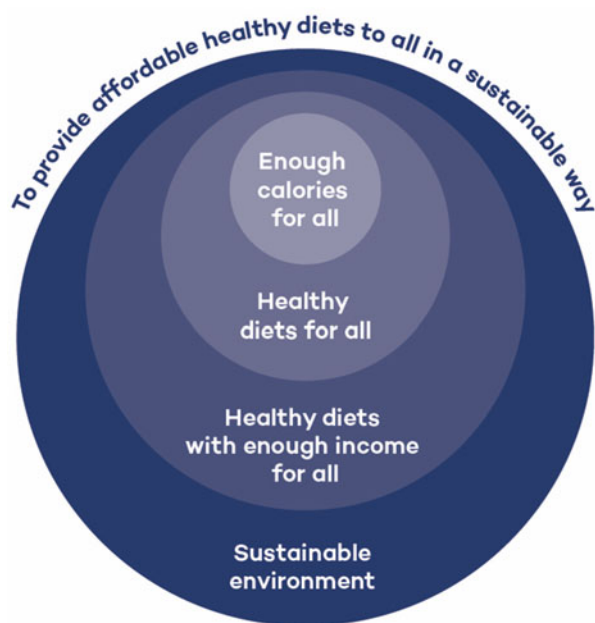 To provide affordable healthy diets to all in a sustainable way
Enough
calories
for all
Healthy
diets for all
Healthy diets
with enough income
for all
Sustainable
environment